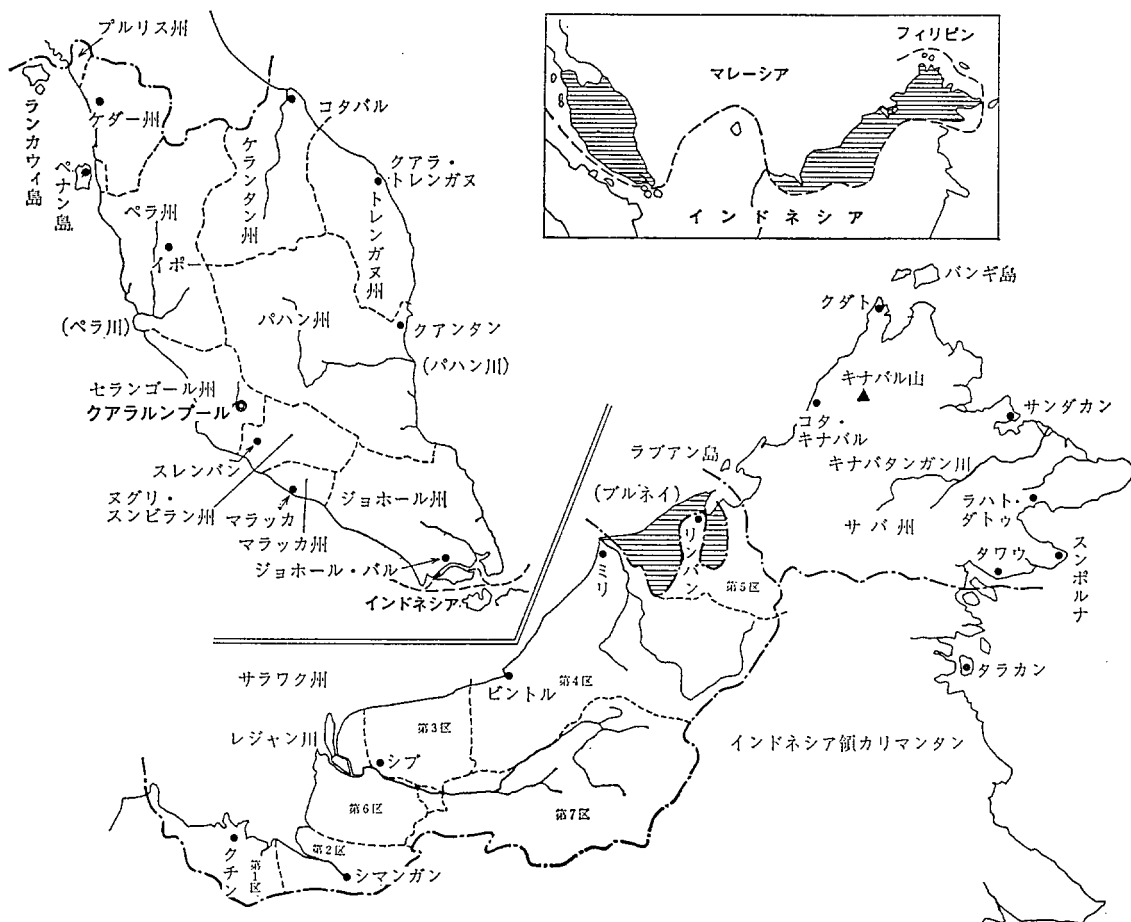 プルリス州
ランカウィ島
ケダー州
ペナン島
ペラ州
イポー
(ペラ川)
ケランタン州
コタバル
クアラ・
トレンガヌ
トレンガヌ州
パハン州
クアンタン
(パハン川)
セランゴール州
クアラルンプール
スレンバン
ヌグリ・
スンビラン州
マラッカ
マラッカ州
ジョホール州
ジョホール・バル
インドネシア
フィリピン
マレーシア
インドネシア
バンギ島
クダト
キナバル山
コタ・
キナバル
サンダカン
キナバタンガン川
ラハト・
ダトゥ
サバ州
タワウ
スンポルナ
タラカン
ラブアン島
(ブルネイ)
リンバン
ミリ
第5区
サラワク州
ビントル
第4区
第3区
レジャン川
シブ
第6区
第7区
第2区
クチン
第1区
シマンガン
インドネシア領カリマンタン